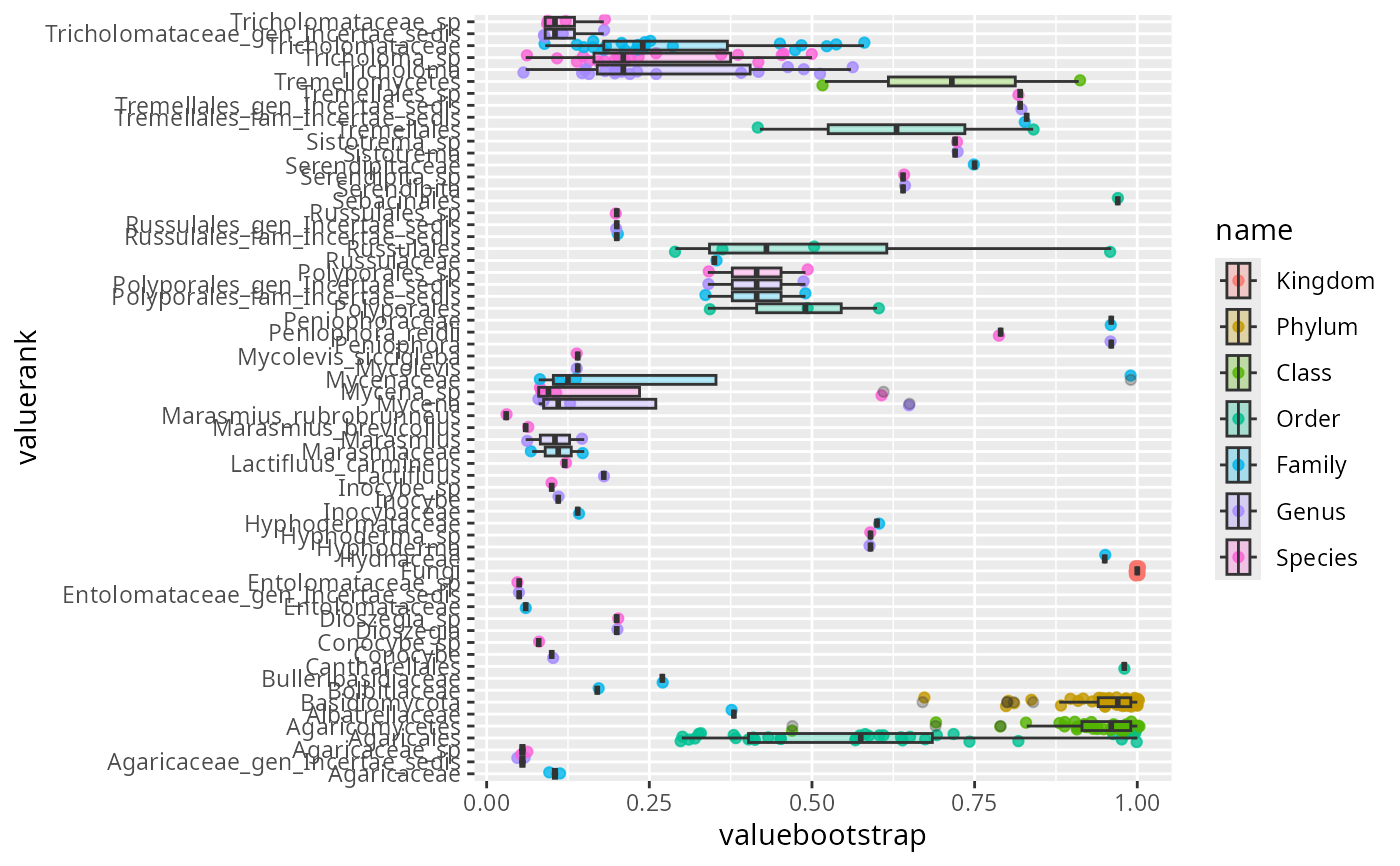 Tricholomataceae_sp
Tricholomataceae_gen_Incertae_sedis
Tricholomataceae
Tricholoma_sp
Tricholoma
Tremellomycetes
Tremellales_sp
Tremellales_gen_Incertae_sedis
Tremellales_fam_Incertae_sedis
Tremellales
Sistotrema_sp
Sistotrema
Serendipitaceae
Serendipita_sp
Serendipita
Sebacinales
Russulales_sp
Russulales_gen_Incertae_sedis
Russulales_fam_Incertae_sedis
Russulales
Russulaceae
Polyporales_sp
Polyporales_gen_Incertae_sedis
Polyporales_fam_Incertae_sedis
Polyporales
Peniophoraceae
Peniophora_reidii
Peniophora
Mycolevis_siccigleba
Mycolevis
Mycenaceae
Mycena_sp
Mycena
Marasmius_rubrobrunneus
Marasmius_brevicollus
Marasmius
Marasmiaceae
Lactifluus_carmineus
Lactifluus
Inocybe_sp
Inocybe
Inocybaceae
Hyphodermataceae
Hyphoderma_sp
Hyphoderma
Hydnaceae
Fungi
Entolomataceae_sp
Entolomataceae_gen_Incertae_sedis
Entolomataceae
Dioszegia_sp
Dioszegia
Conocybe_sp
Conocybe
Cantharellales
Bulleribasidiaceae
Bolbitiaceae
Basidiomycota
Albatrellaceae
Agaricomycetes
Agaricales
Agaricaceae_sp
Agaricaceae_gen_Incertae_sedis
Agaricaceae
0.00 0.25 0.50 0.75 1.00
valuebootstrap
valuerank
name
Kingdom
Phylum
Class
Order
Family
Genus
Species